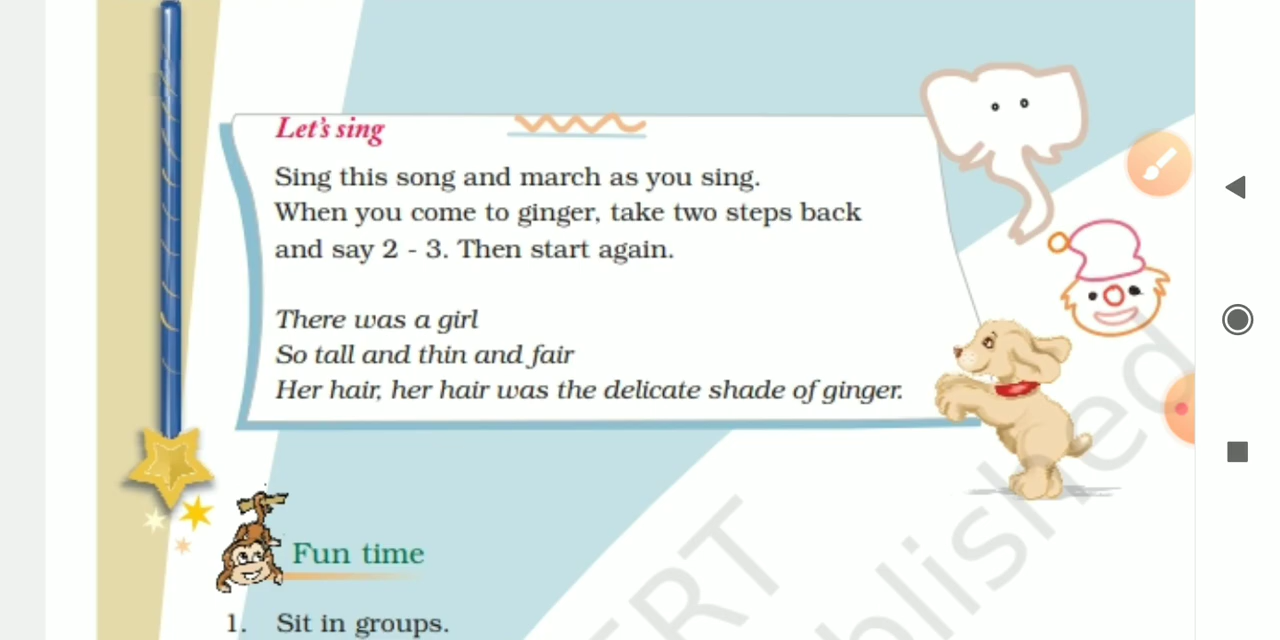 Let's sing
Sing this song and march as you sing.
When you come to ginger, take two steps back
and say 2 - 3. Then start again.
There was a girl
So tall and thin and fair
Her hair, her hair was the delicate shade of ginger.
Fun time
1. Sit in groups.